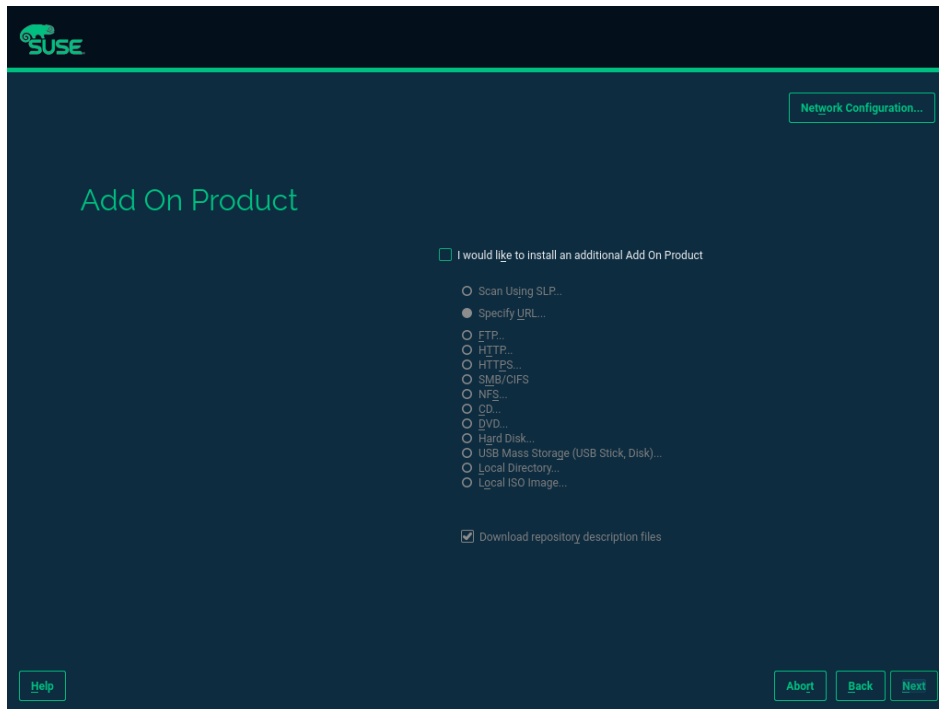 SUSE
Network Configuration...
Add On Product
I would like to install an additional Add On Product
Scan Using SLP...
Specify URL...
FTP...
HTTP...
HTTPS...
SMB/CIFS
NFS...
CD...
DVD...
Hard Disk...
USB Mass Storage (USB Stick, Disk)...
Local Directory...
Local ISO Image...
Download repository description files
Help
Abort
Back
Next